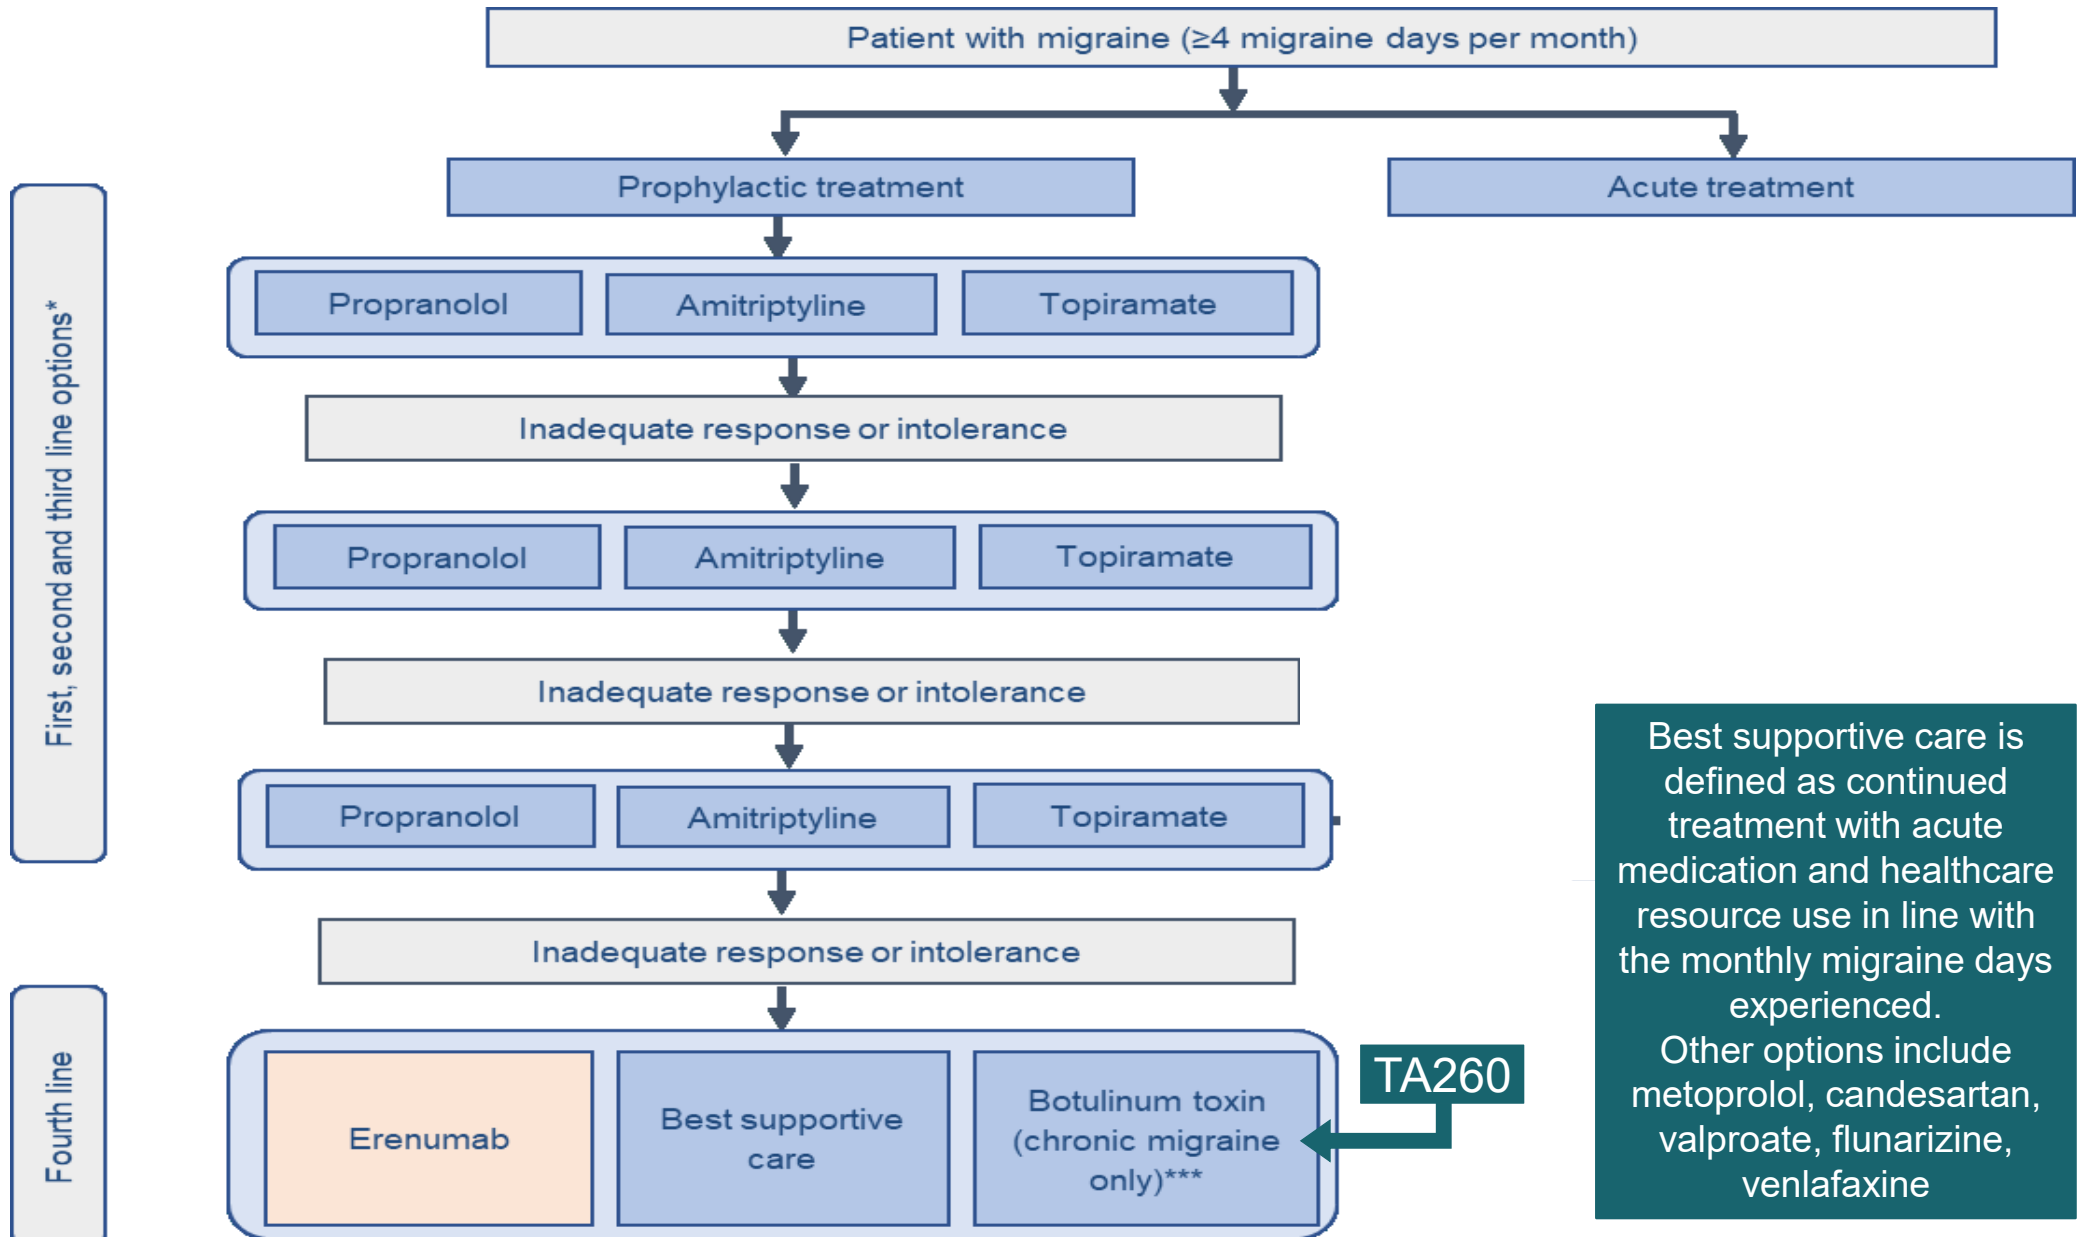 Patient with migraine (≥4 migraine days per month)
Prophylactic treatment
Acute treatment
First, second and third line options*
Propranolol
Amitriptyline
Topiramate
Inadequate response or intolerance
Propranolol
Amitriptyline
Topiramate
Inadequate response or intolerance
Propranolol
Amitriptyline
Topiramate
Inadequate response or intolerance
Fourth line
Erenumab
Best supportive
care
Botulinum toxin
(chronic migraine
only)***
TA260
Best supportive care is
defined as continued
treatment with acute
medication and healthcare
resource use in line with
the monthly migraine days
experienced.
Other options include
metoprolol, candesartan,
valproate, flunarizine,
venlafaxine